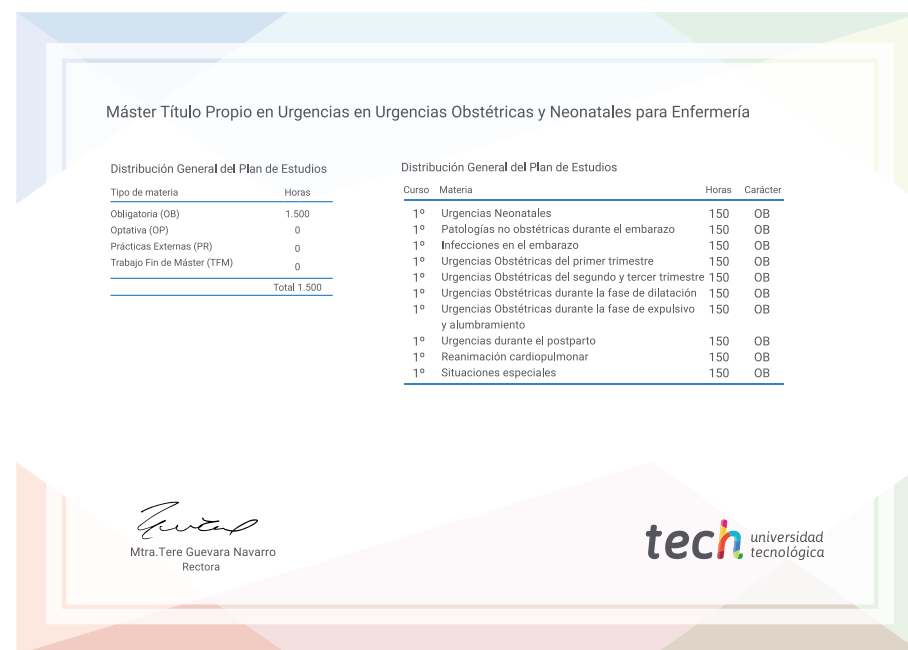 Máster Título Propio en Urgencias en Urgencias Obstétricas y Neonatales para Enfermería
Distribución General del Plan de Estudios
Tipo de materia Horas
Obligatoria (OB) 1.500
Optativa (OP) 0
Prácticas Externas (PR) 0
Trabajo Fin de Máster (TFM) 0
Total 1.500
Distribución General del Plan de Estudios
Curso Materia Horas Carácter
1º Urgencias Neonatales 150 OB
1º Patologías no obstétricas durante el embarazo 150 OB
1º Infecciones en el embarazo 150 OB
1º Urgencias Obstétricas del primer trimestre 150 OB
1º Urgencias Obstétricas del segundo y tercer trimestre 150 OB
1º Urgencias Obstétricas durante la fase de dilatación 150 OB
1º Urgencias Obstétricas durante la fase de expulsivo 150 OB
y alumbramiento
1º Urgencias durante el postparto 150 OB
1º Reanimación cardiopulmonar 150 OB
1º Situaciones especiales 150 OB
Mtra.Tere Guevara Navarro
Rectora
tech universidad
tecnológica